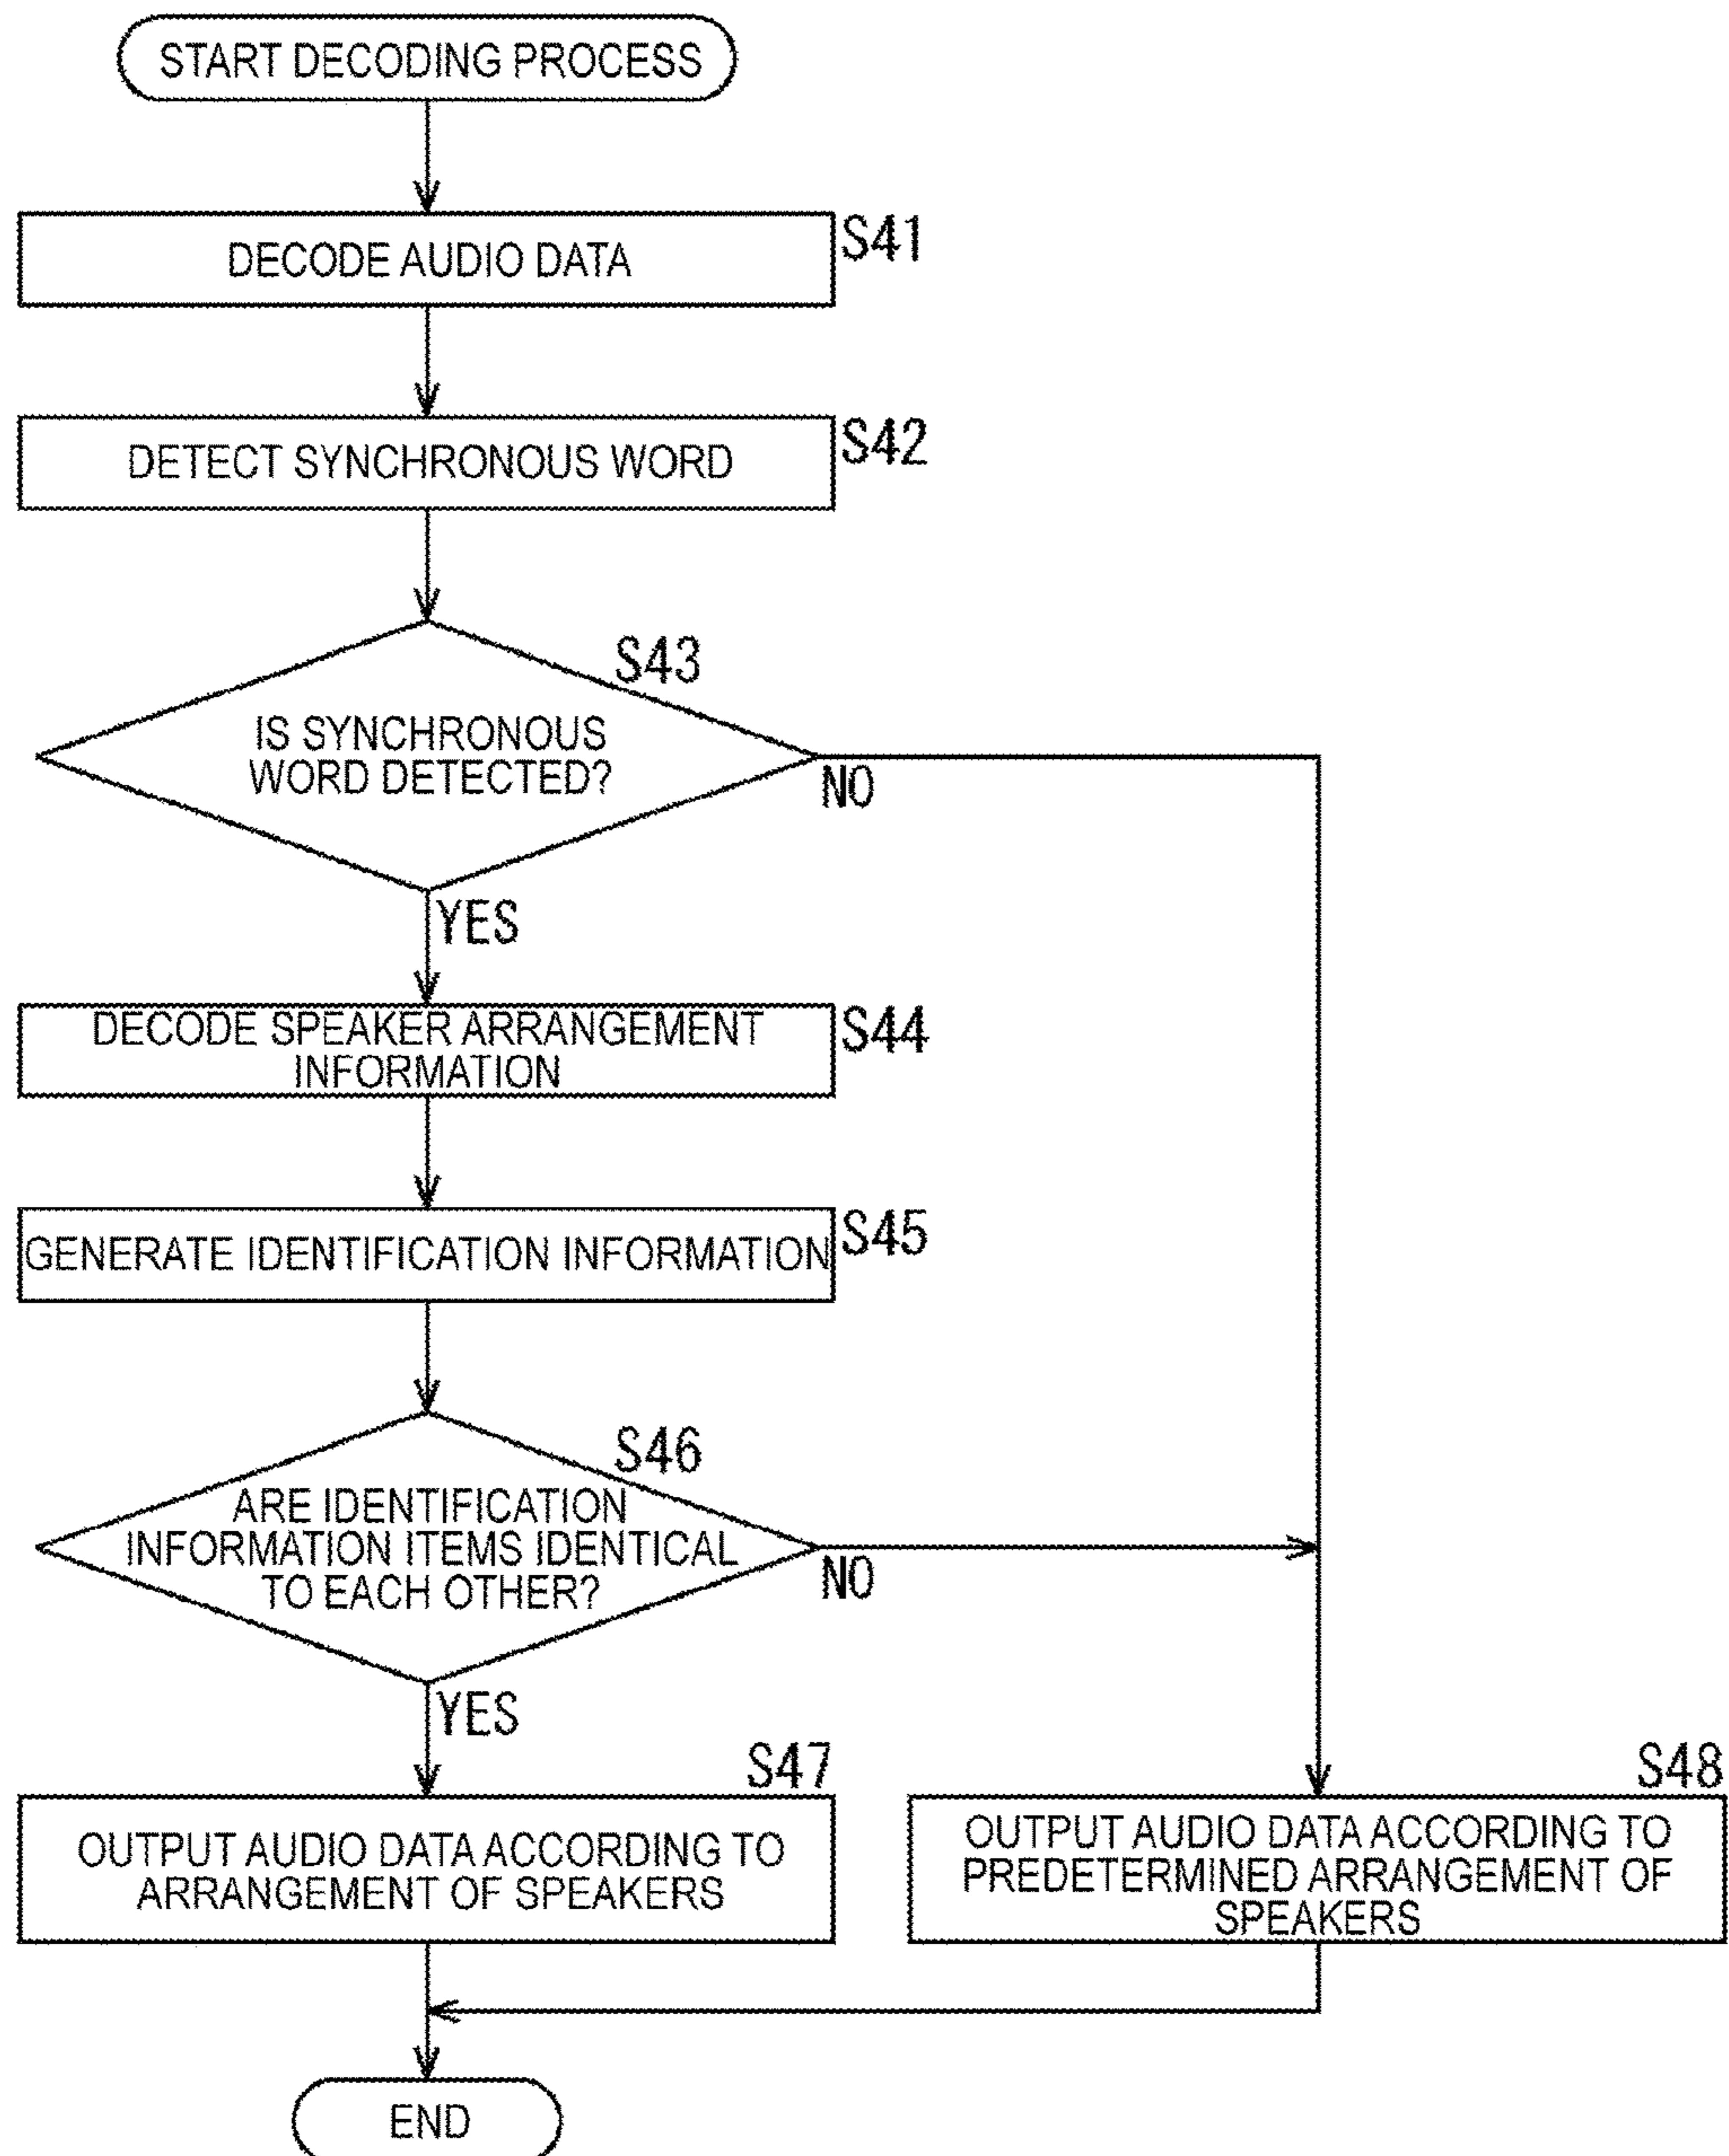 START DECODING PROCESS
S41
DECODE AUDIO DATA
S42
DETECT SYNCHRONOUS WORD
S43
IS SYNCHRONOUS
WORD DETECTED?
NO
YES
S44
DECODE SPEAKER ARRANGEMENT
INFORMATION
S45
GENERATE IDENTIFICATION INFORMATION
S46
ARE IDENTIFICATION
INFORMATION ITEMS IDENTICAL
TO EACH OTHER?
NO
YES
S47
OUTPUT AUDIO DATA ACCORDING TO
ARRANGEMENT OF SPEAKERS
S48
OUTPUT AUDIO DATA ACCORDING TO
PREDETERMINED ARRANGEMENT OF
SPEAKERS
END